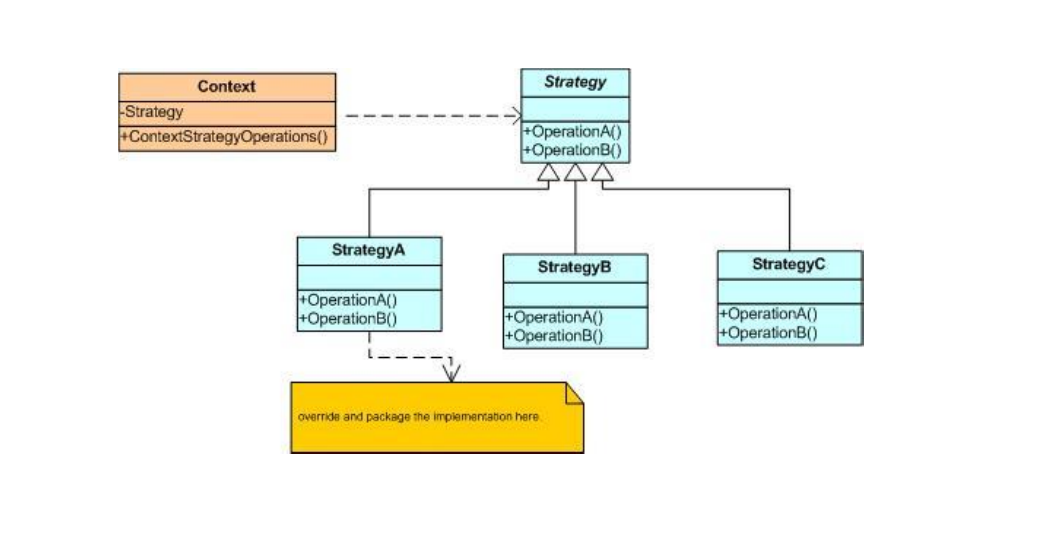 Context
-Strategy
+ContextStrategyOperations()
Strategy
+OperationA()
+OperationB()
StrategyA
+OperationA()
+OperationB()
StrategyB
+OperationA()
+OperationB()
StrategyC
+OperationA()
+OperationB()
override and package the implementation here.